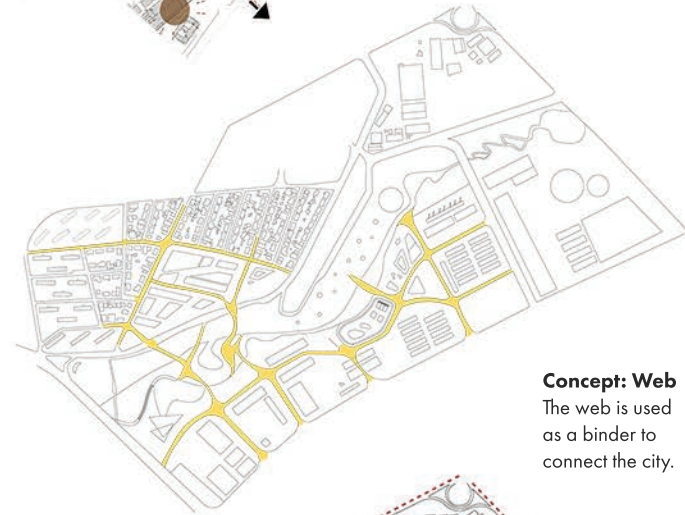 Concept: Web
The web is used
as a binder to
connect the city.